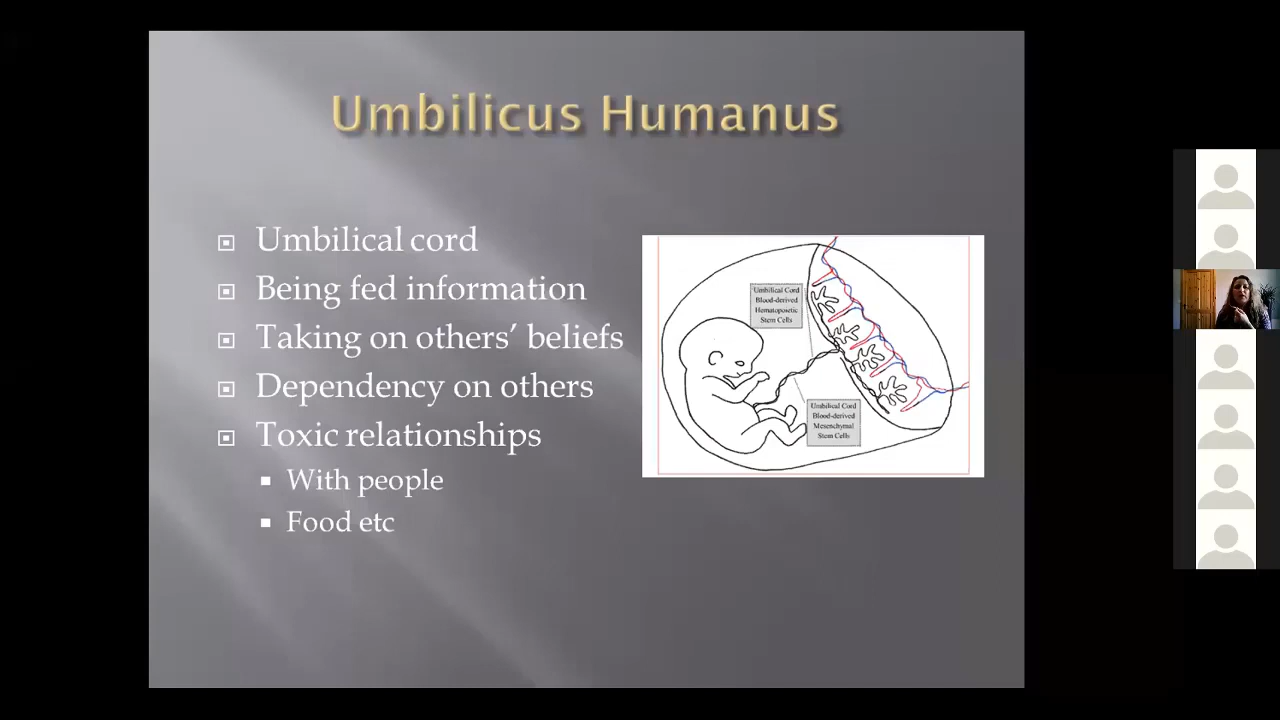 Umbilicus Humanus
Umbilical cord
Being fed information
Taking on others’ beliefs
Dependency on others
Toxic relationships
With people
Food etc
Umbilical Cord
Blood-derived
Hematopoietic
Stem Cells
Umbilical Cord
Blood-derived
Mesenchymal
Stem Cells